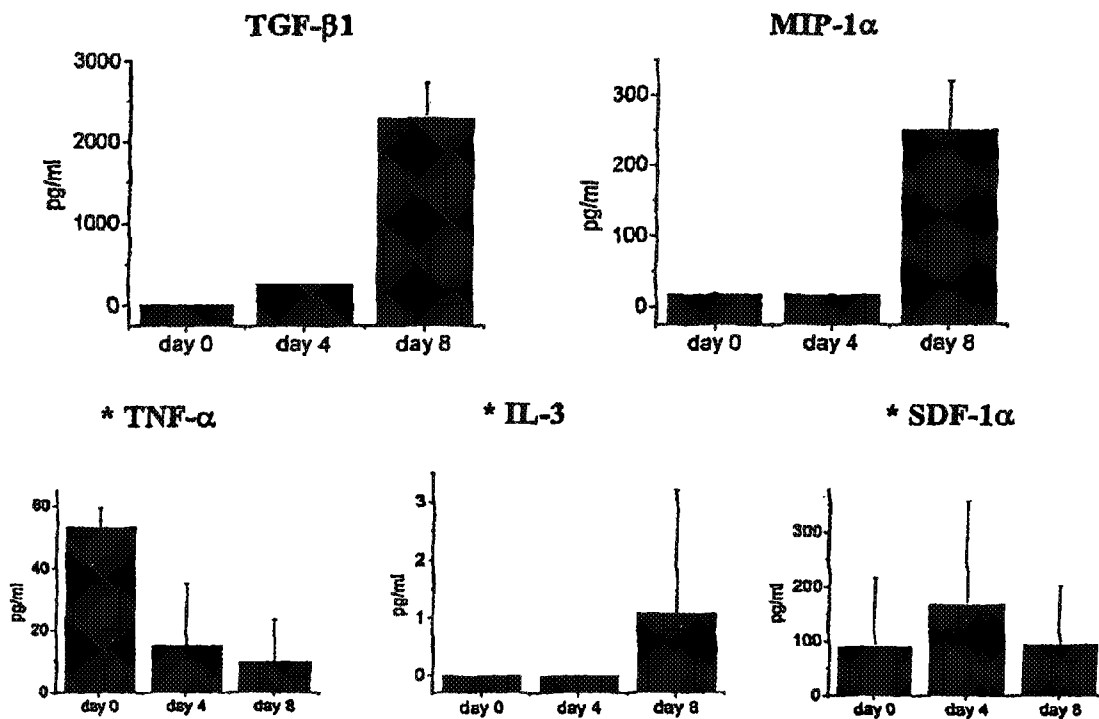 TGF-β1
3000
2000
1000
0
pg/ml
day 0 day 4 day 8
MIP-1α
300
200
100
0
pg/ml
day 0 day 4 day 8
* TNF-α
60
40
20
0
pg/ml
day 0 day 4 day 8
* IL-3
3
2
1
0
pg/ml
day 0 day 4 day 8
* SDF-1α
300
200
100
0
pg/ml
day 0 day 4 day 8